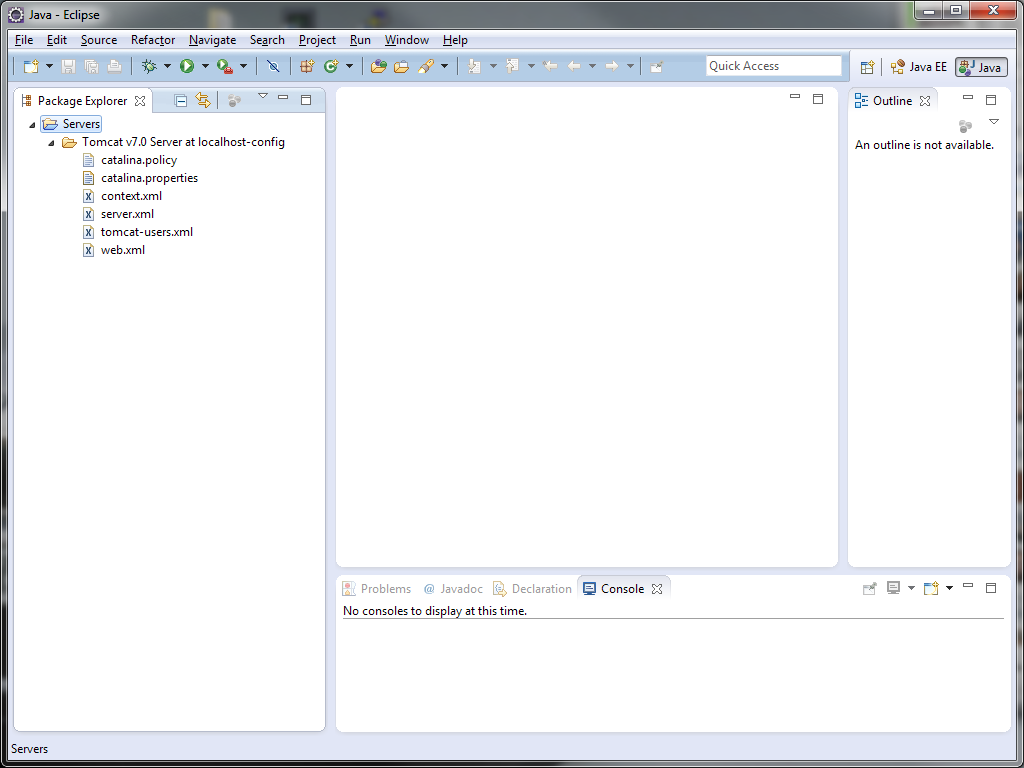 Java - Eclipse
File Edit Source Refactor Navigate Search Project Run Window Help
Quick Access
Java EE
Java
Package Explorer
Servers
Tomcat v7.0 Server at localhost-config
catalina.policy
catalina.properties
context.xml
server.xml
tomcat-users.xml
web.xml
Outline
An outline is not available.
Problems @ Javadoc Declaration Console
No consoles to display at this time.
Servers